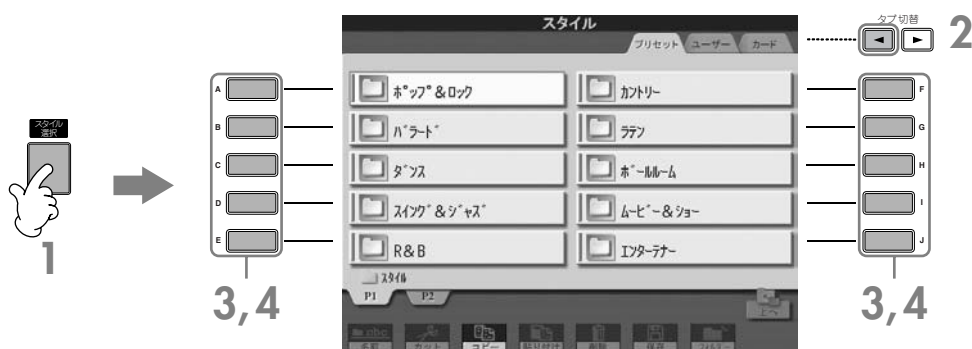 スタイル
タブ切替
プリセット ユーザー カード
2
A ポップ&ロック カントリー F
スタイル
選択
B バラード ラテン G
C ダンス ボールルーム H
D スイング&ジャズ ムービー&ショー I
E R&B エンターテナー J
1
スタイル
3,4 P1 P2 上へ 3,4
abc
名前 カット コピー 貼り付け 削除 保存 フォルダー